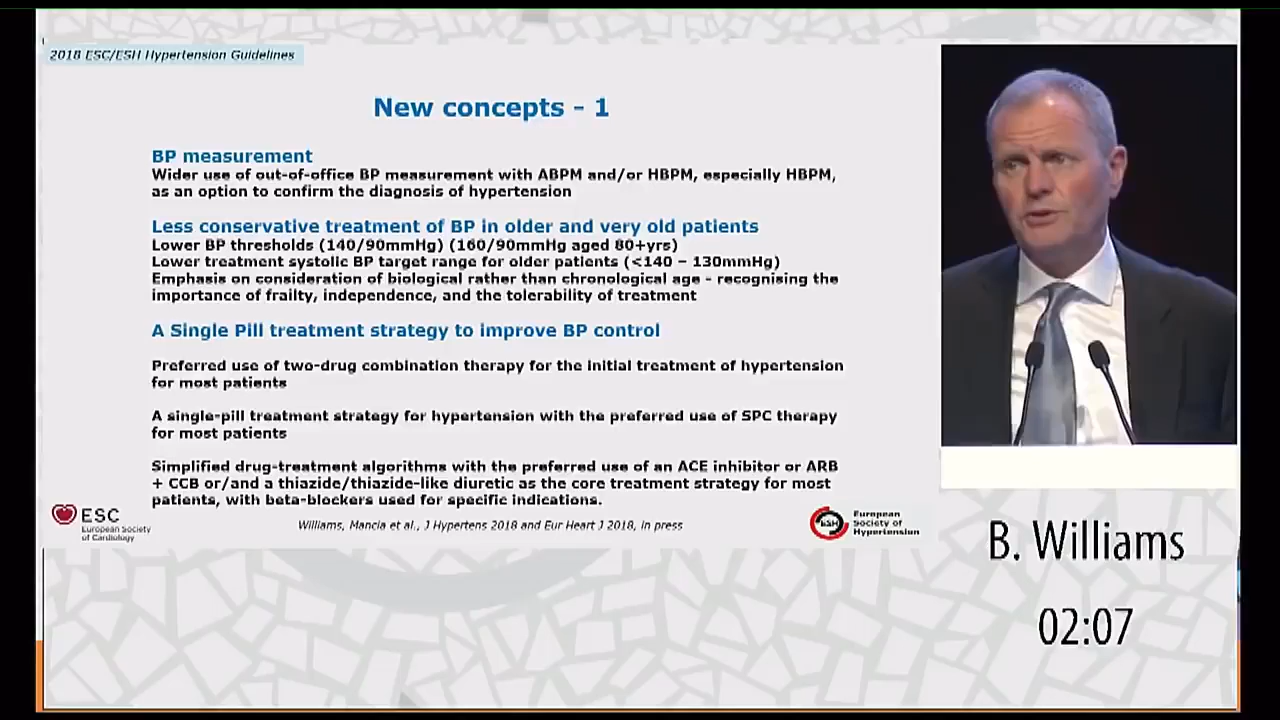 2018 ESC/ESH Hypertension Guidelines
New concepts - 1
BP measurement
Wider use of out-of-office BP measurement with ABPM and/or HBPM, especially HBPM,
as an option to confirm the diagnosis of hypertension
Less conservative treatment of BP in older and very old patients
Lower BP thresholds (140/90mmHg) (160/90mmHg aged 80+yrs)
Lower treatment systolic BP target range for older patients (<140 – 130mmHg)
Emphasis on consideration of biological rather than chronological age - recognising the
importance of frailty, independence, and the tolerability of treatment
A Single Pill treatment strategy to improve BP control
Preferred use of two-drug combination therapy for the initial treatment of hypertension
for most patients
A single-pill treatment strategy for hypertension with the preferred use of SPC therapy
for most patients
Simplified drug-treatment algorithms with the preferred use of an ACE inhibitor or ARB
+ CCB or/and a thiazide/thiazide-like diuretic as the core treatment strategy for most
patients, with beta-blockers used for specific indications.
ESC
European Society
of Cardiology
Williams, Mancia et al., J Hypertens 2018 and Eur Heart J 2018, in press
ESH
European
Society of
Hypertension
B. Williams
02:07